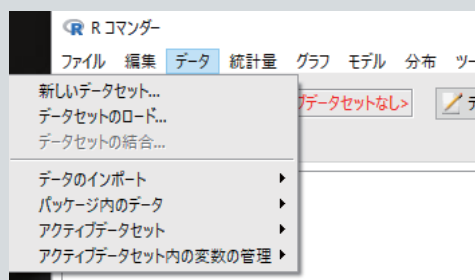 R コマンダー
ファイル 編集 データ 統計量 グラフ モデル 分布 ツー
新しいデータセット...
データセットのロード...
ブデータセットなし>
データセットの結合...
データのインポート
パッケージ内のデータ
アクティブデータセット
アクティブデータセット内の変数の管理